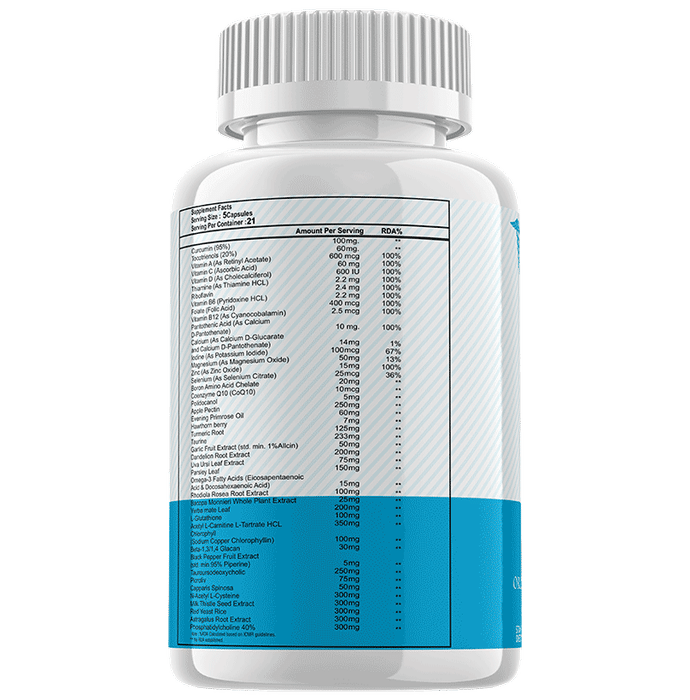 Supplement Facts
Serving Size : 5Capsules
Serving Per Container :21
Amount Per Serving RDA%
Curcumin (95%) 100mg. **
Tocotrienols (20%) 60mg. **
Vitamin A (As Retinyl Acetate) 600 mcg 100%
Vitamin C (Ascorbic Acid) 60 mg 100%
Vitamin D (As Cholecalciferol) 600 IU 100%
Thiamine (As Thiamine HCL) 2.2 mg 100%
Riboflavin 2.4 mg 100%
Vitamin B6 (Pyridoxine HCL) 2.2 mg 100%
Folate (Folic Acid) 400 mcg 100%
Vitamin B12 (As Cyanocobalamin) 2.5 mcg 100%
Pantothenic Acid (As Calcium
D-Pantothenate) 10 mg. 100%
Calcium (As Calcium D-Glucarate
and Calcium D-Pantothenate) 14mg 1%
Iodine (As Potassium Iodide) 100mcg 67%
Magnesium (As Magnesium Oxide) 50mg 13%
Zinc (As Zinc Oxide) 15mg 100%
Selenium (As Selenium Citrate) 25mcg 36%
Boron Amino Acid Chelate 20mg **
Coenzyme Q10 (CoQ10) 10mcg **
Polidocanol 5mg **
Apple Pectin 250mg **
Evening Primrose Oil 60mg **
Hawthorn berry 7mg **
Turmeric Root 125mg **
Taurine 233mg **
Garlic Fruit Extract (std. min. 1%Allcin) 50mg **
Dandelion Root Extract 200mg **
Uva Ursi Leaf Extract 75mg **
Parsley Leaf 150mg **
Omega-3 Fatty Acids (Eicosapentaenoic
Acid & Docosahexaenoic Acid) 15mg **
Rhodiola Rosea Root Extract 100mg **
Bacopa Monnieri Whole Plant Extract 25mg **
Yerba mate Leaf 200mg **
L-Glutathione 100mg **
Acetyl L-Carnitine L-Tartrate HCL 350mg **
Chlorophyll
(Sodium Copper Chlorophyllin) 100mg **
Beta-1,3/1,4 Glacan 30mg **
Black Pepper Fruit Extract
(std. min 95% Piperine) 5mg **
Tauroursodeoxycholic 250mg **
75mg **
Capparis Spinosa 50mg **
N-Acetyl L-Cysteine 300mg **
Milk Thistle Seed Extract 300mg **
Red Yeast Rice 300mg **
Astragalus Root Extract 300mg **
Phosphatidylcholine 40% 300mg **
calculated based on ICMR guidelines.